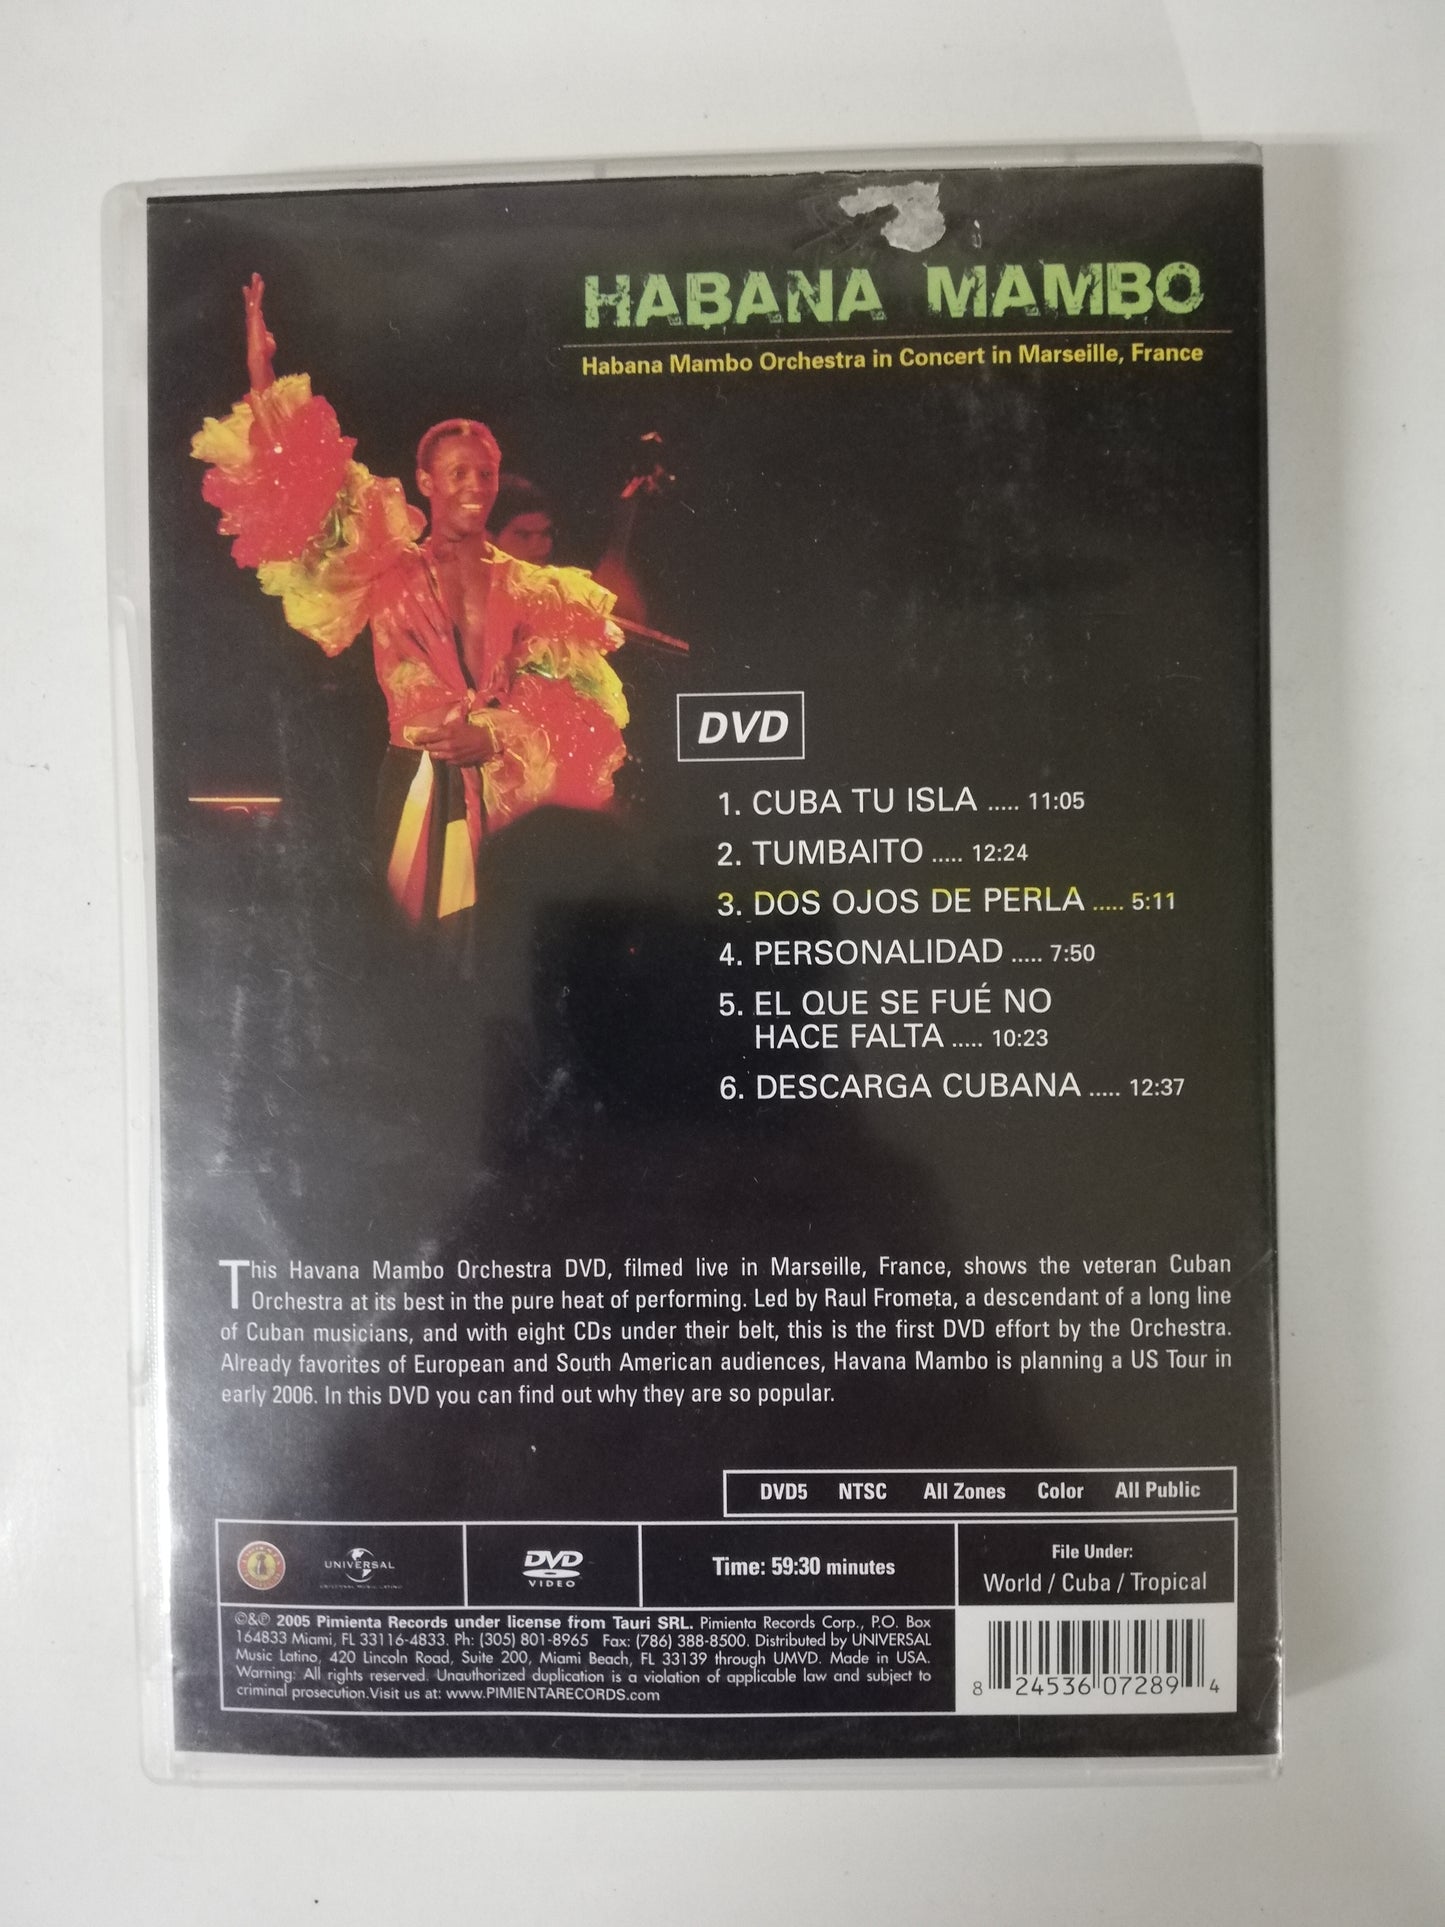 HABANA MAMBO
Habana Mambo Orchestra in Concert in Marseille, France
DVD
1. CUBA TU ISLA ..... 11:05
2. TUMBAITO ..... 12:24
3. DOS OJOS DE PERLA ..... 5:11
4. PERSONALIDAD ..... 7:50
5. EL QUE SE FUÉ NO
HACE FALTA ..... 10:23
6. DESCARGA CUBANA ..... 12:37
This Havana Mambo Orchestra DVD, filmed live in Marseille, France, shows the veteran Cuban
Orchestra at its best in the pure heat of performing. Led by Raul Frometa, a descendant of a long line
of Cuban musicians, and with eight CDs under their belt, this is the first DVD effort by the Orchestra.
Already favorites of European and South American audiences, Havana Mambo is planning a US Tour in
early 2006. In this DVD you can find out why they are so popular.
DVD5 NTSC All Zones Color All Public
UNIVERSAL
UNIVERSAL MUSIC LATINO
DVD
VIDEO
Time: 59:30 minutes
File Under:
World / Cuba / Tropical
©&℗ 2005 Pimienta Records under license from Tauri SRL. Pimienta Records Corp., P.O. Box
164833 Miami, FL 33116-4833. Ph: (305) 801-8965 Fax: (786) 388-8500. Distributed by UNIVERSAL
Music Latino, 420 Lincoln Road, Suite 200, Miami Beach, FL 33139 through UMVD. Made in USA.
Warning: All rights reserved. Unauthorized duplication is a violation of applicable law and subject to
criminal prosecution.Visit us at: www.PIMIENTARECORDS.com
8 24536 07289 4